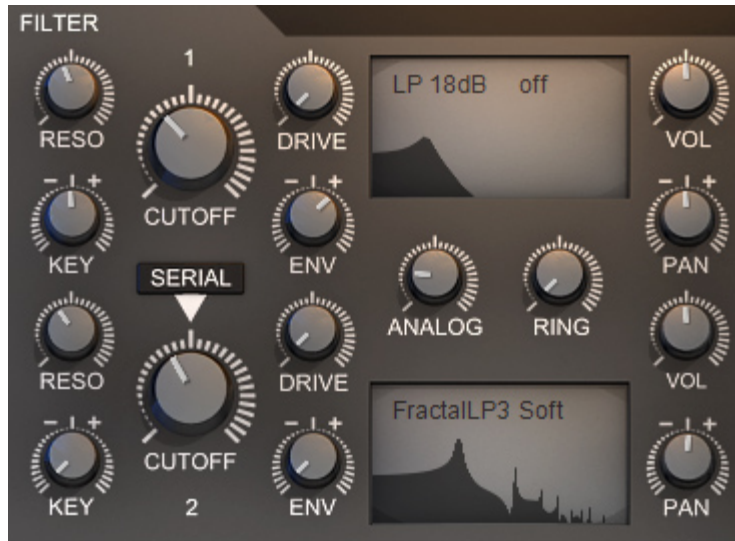 FILTER
1
RESO
CUTOFF
DRIVE
LP 18dB off
VOL
− +
KEY
− +
ENV
− +
PAN
SERIAL
ANALOG
RING
RESO
CUTOFF
DRIVE
FractalLP3 Soft
VOL
− +
KEY
2
− +
ENV
− +
PAN